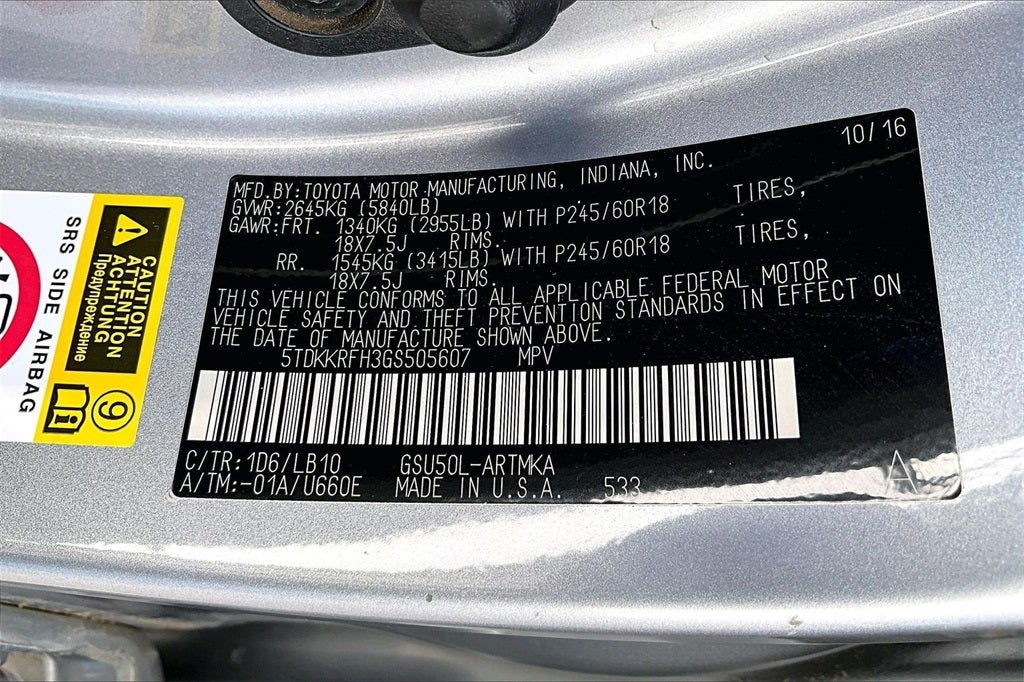 10/16
MFD.BY:TOYOTA MOTOR MANUFACTURING, INDIANA, INC.
GVWR:2645KG (5840LB)
GAWR:FRT. 1340KG (2955LB) WITH P245/60R18 TIRES,
18X7.5J RIMS.
RR. 1545KG (3415LB) WITH P245/60R18 TIRES,
18X7.5J RIMS.
THIS VEHICLE CONFORMS TO ALL APPLICABLE FEDERAL MOTOR
VEHICLE SAFETY AND THEFT PREVENTION STANDARDS IN EFFECT ON
THE DATE OF MANUFACTURE SHOWN ABOVE.
5TDKKRFH3GS505607 MPV
C/TR:1D6/LB10 GSU50L-ARTMKA
A/TM:-01A/U660E MADE IN U.S.A. 533
A
CAUTION
ATTENTION
ACHTUNG
Предупреждение
9
i
SRS SIDE AIRBAG